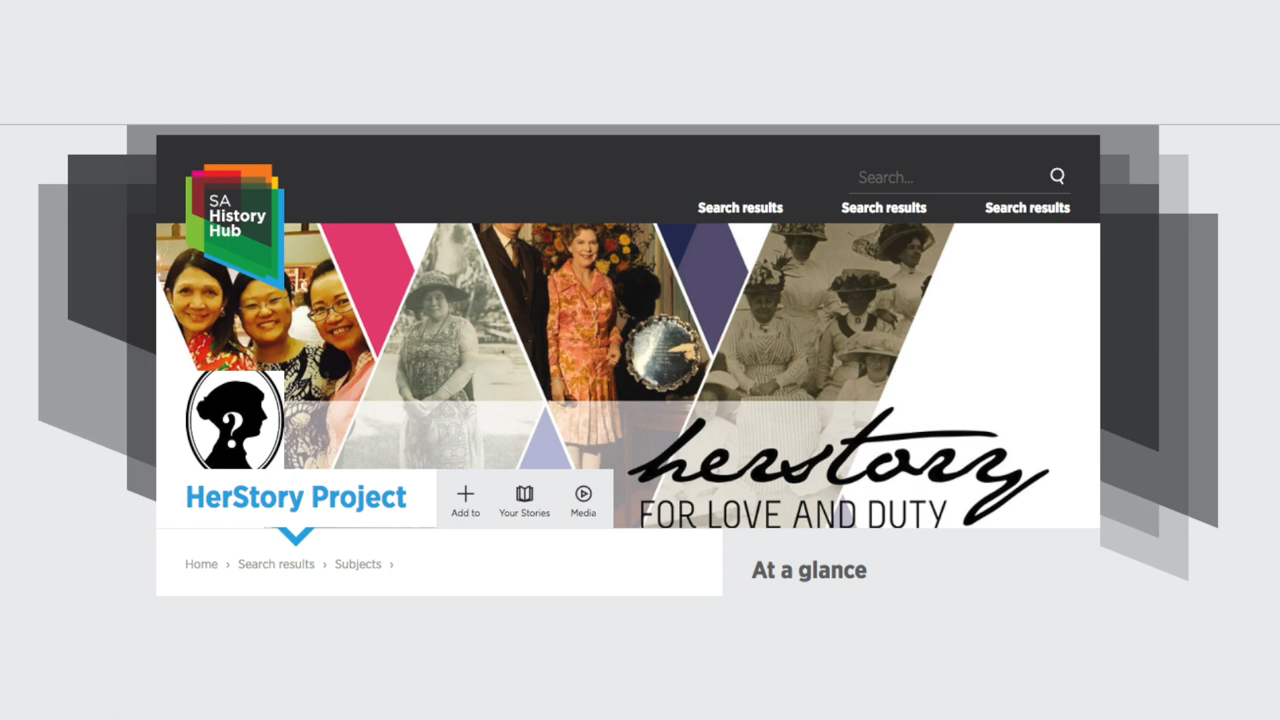 SA
History
Hub
Search...
Search results
Search results
Search results
?
herstory
FOR LOVE AND DUTY
HerStory Project
Add to
Your Stories
Media
Home › Search results › Subjects ›
At a glance